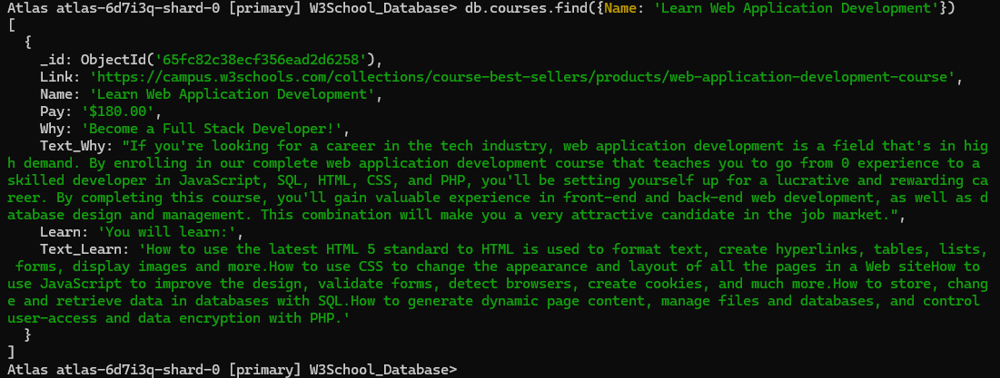 Atlas atlas-6d7i3q-shard-0 [primary] W3School_Database> db.courses.find({Name: 'Learn Web Application Development'})
[
  {
    _id: ObjectId('65fc82c38ecf356ead2d6258'),
    Link: 'https://campus.w3schools.com/collections/course-best-sellers/products/web-application-development-course',
    Name: 'Learn Web Application Development',
    Pay: '$180.00',
    Why: 'Become a Full Stack Developer!',
    Text_Why: "If you're looking for a career in the tech industry, web application development is a field that's in hig
h demand. By enrolling in our complete web application development course that teaches you to go from 0 experience to a
skilled developer in JavaScript, SQL, HTML, CSS, and PHP, you'll be setting yourself up for a lucrative and rewarding ca
reer. By completing this course, you'll gain valuable experience in front-end and back-end web development, as well as d
atabase design and management. This combination will make you a very attractive candidate in the job market.",
    Learn: 'You will learn:',
    Text_Learn: 'How to use the latest HTML 5 standard to HTML is used to format text, create hyperlinks, tables, lists,
 forms, display images and more.How to use CSS to change the appearance and layout of all the pages in a Web siteHow to
use JavaScript to improve the design, validate forms, detect browsers, create cookies, and much more.How to store, chang
e and retrieve data in databases with SQL.How to generate dynamic page content, manage files and databases, and control
user-access and data encryption with PHP.'
  }
]
Atlas atlas-6d7i3q-shard-0 [primary] W3School_Database>